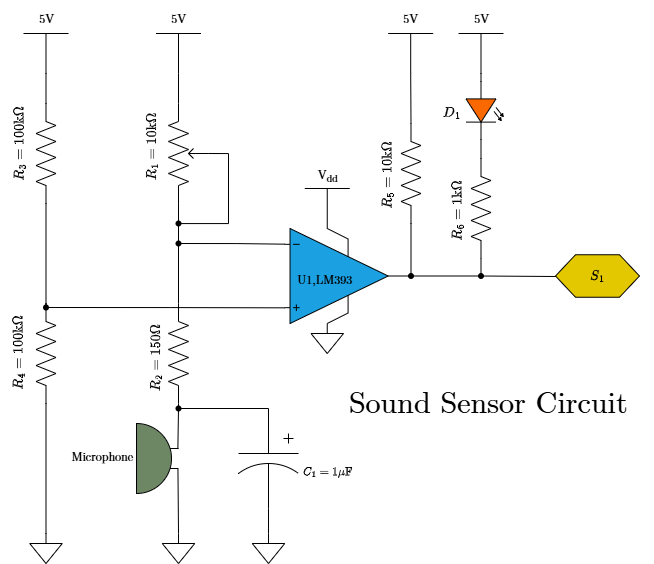 5V
5V
5V
5V
R₃ = 100kΩ
R₁ = 10kΩ
D₁
R₅ = 10kΩ
V_dd
R₆ = 1kΩ
−
U1,LM393
S₁
+
R₄ = 100kΩ
R₂ = 150Ω
Sound Sensor Circuit
+
Microphone
C₁ = 1μF